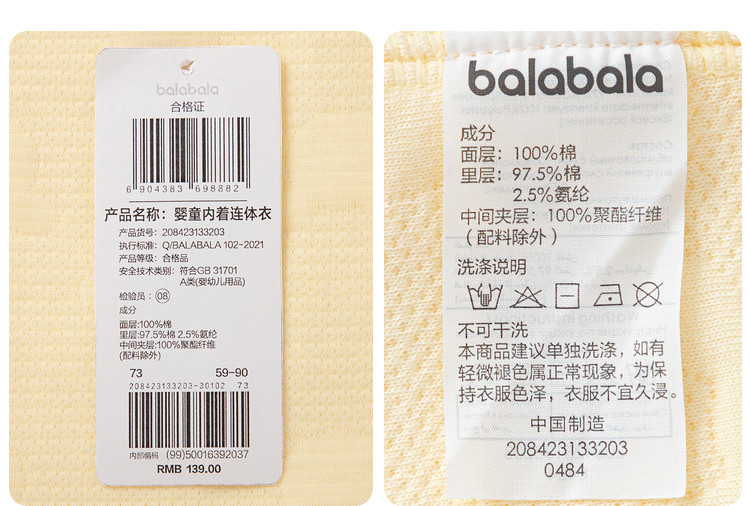 balabala
合格证
6 904383 698882
产品名称：婴童内着连体衣
产品货号：208423133203
执行标准：Q/BALABALA 102-2021
产品等级：合格品
安全技术类别：符合GB 31701
A类(婴幼儿用品)
检验员：08
成分
面层:100%棉
里层:97.5%棉 2.5%氨纶
中间夹层:100%聚酯纤维
(配料除外)
73 59-90
208423133203-30102 73
内部编码 (99)50016392037
RMB 139.00
balabala
成分
面层：100%棉
里层：97.5%棉
2.5%氨纶
中间夹层：100%聚酯纤维
（配料除外）
洗涤说明
不可干洗
本商品建议单独洗涤，如有
轻微褪色属正常现象，为保
持衣服色泽，衣服不宜久浸。
中国制造
208423133203
0484